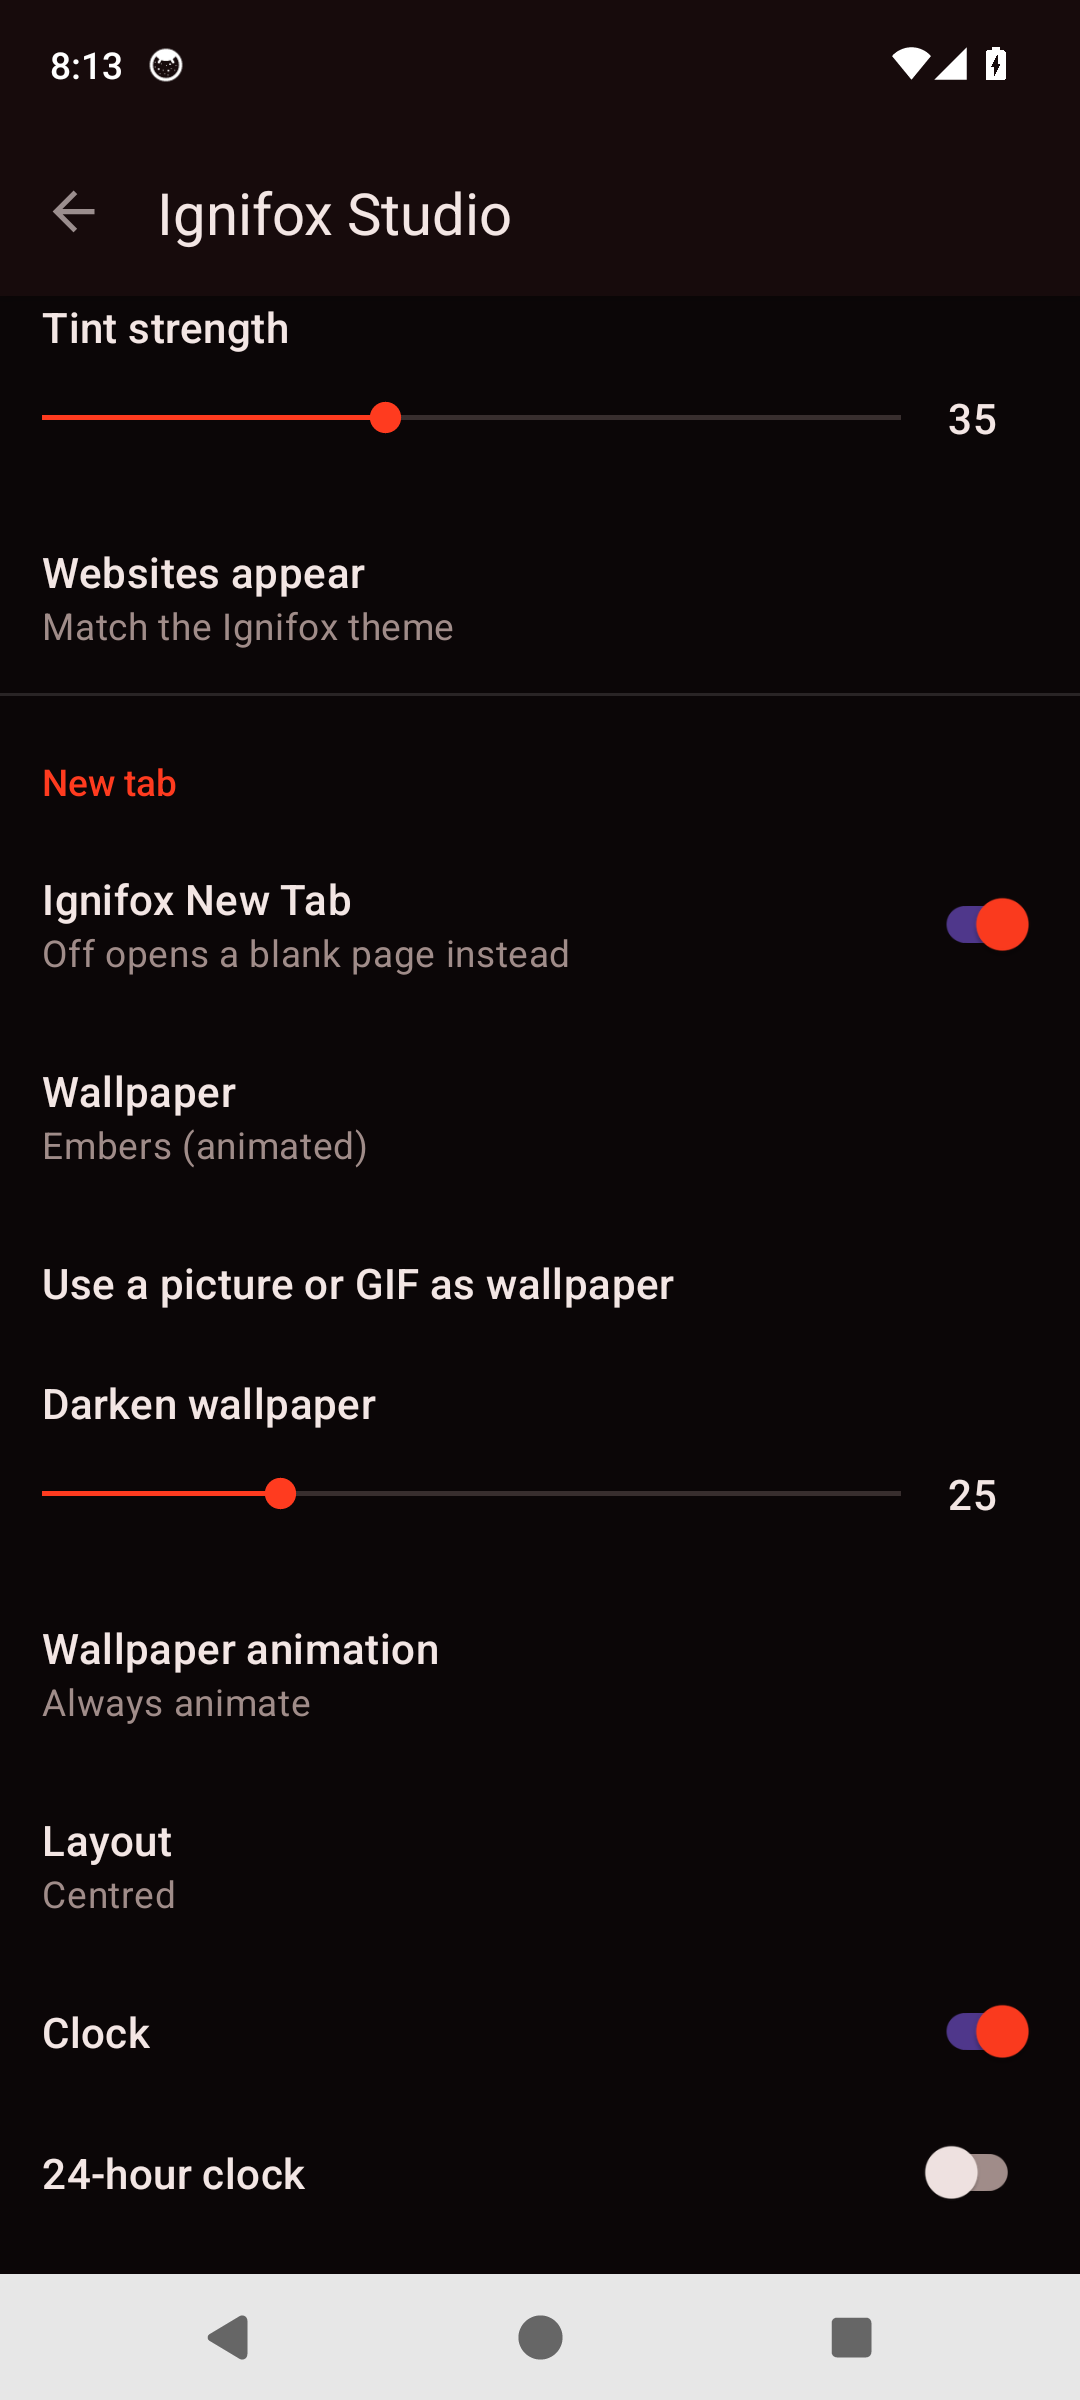 8:13
Ignifox Studio
Tint strength
35
Websites appear
Match the Ignifox theme
New tab
Ignifox New Tab
Off opens a blank page instead
Wallpaper
Embers (animated)
Use a picture or GIF as wallpaper
Darken wallpaper
25
Wallpaper animation
Always animate
Layout
Centred
Clock
24-hour clock